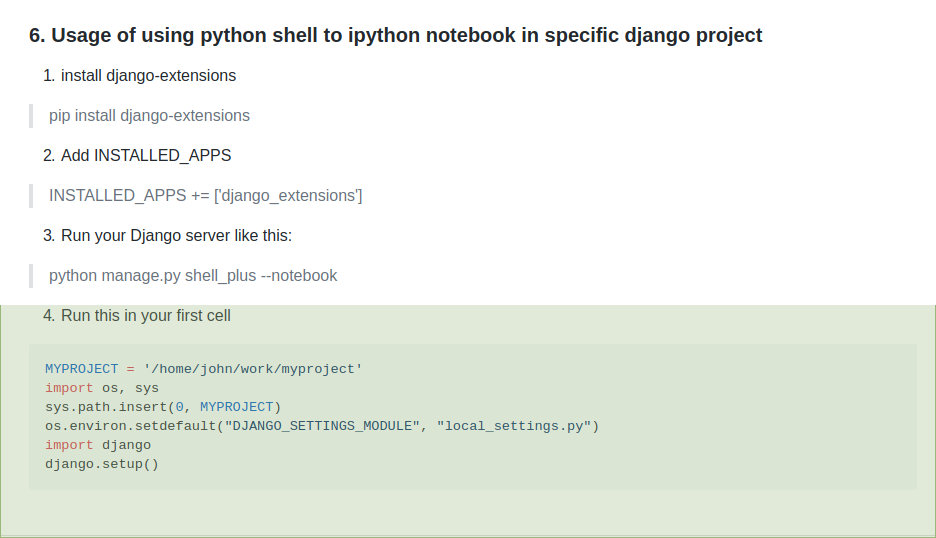 6. Usage of using python shell to ipython notebook in specific django project
1. install django-extensions
pip install django-extensions
2. Add INSTALLED_APPS
INSTALLED_APPS += ['django_extensions']
3. Run your Django server like this:
python manage.py shell_plus --notebook
4. Run this in your first cell
MYPROJECT = '/home/john/work/myproject'
import os, sys
sys.path.insert(0, MYPROJECT)
os.environ.setdefault("DJANGO_SETTINGS_MODULE", "local_settings.py")
import django
django.setup()